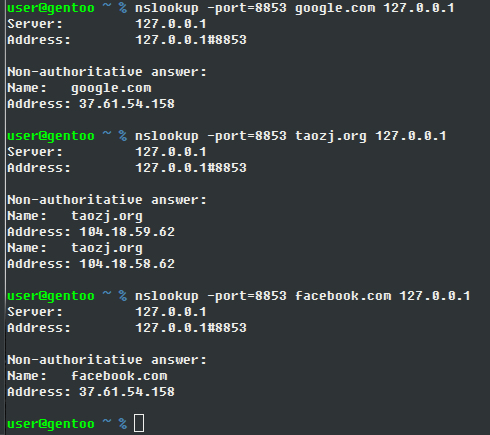 user@gentoo ~ % nslookup -port=8853 google.com 127.0.0.1
Server:         127.0.0.1
Address:        127.0.0.1#8853

Non-authoritative answer:
Name:   google.com
Address: 37.61.54.158

user@gentoo ~ % nslookup -port=8853 taozj.org 127.0.0.1
Server:         127.0.0.1
Address:        127.0.0.1#8853

Non-authoritative answer:
Name:   taozj.org
Address: 104.18.59.62
Name:   taozj.org
Address: 104.18.58.62

user@gentoo ~ % nslookup -port=8853 facebook.com 127.0.0.1
Server:         127.0.0.1
Address:        127.0.0.1#8853

Non-authoritative answer:
Name:   facebook.com
Address: 37.61.54.158

user@gentoo ~ %